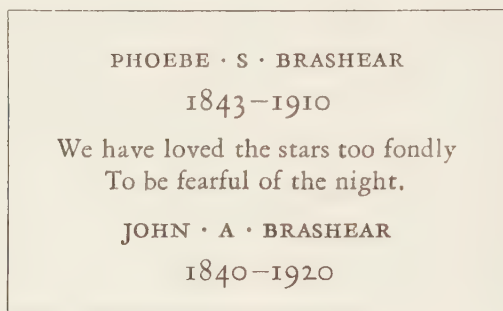 PHOEBE · S · BRASHEAR
1843–1910
We have loved the stars too fondly
To be fearful of the night.
JOHN · A · BRASHEAR
1840–1920